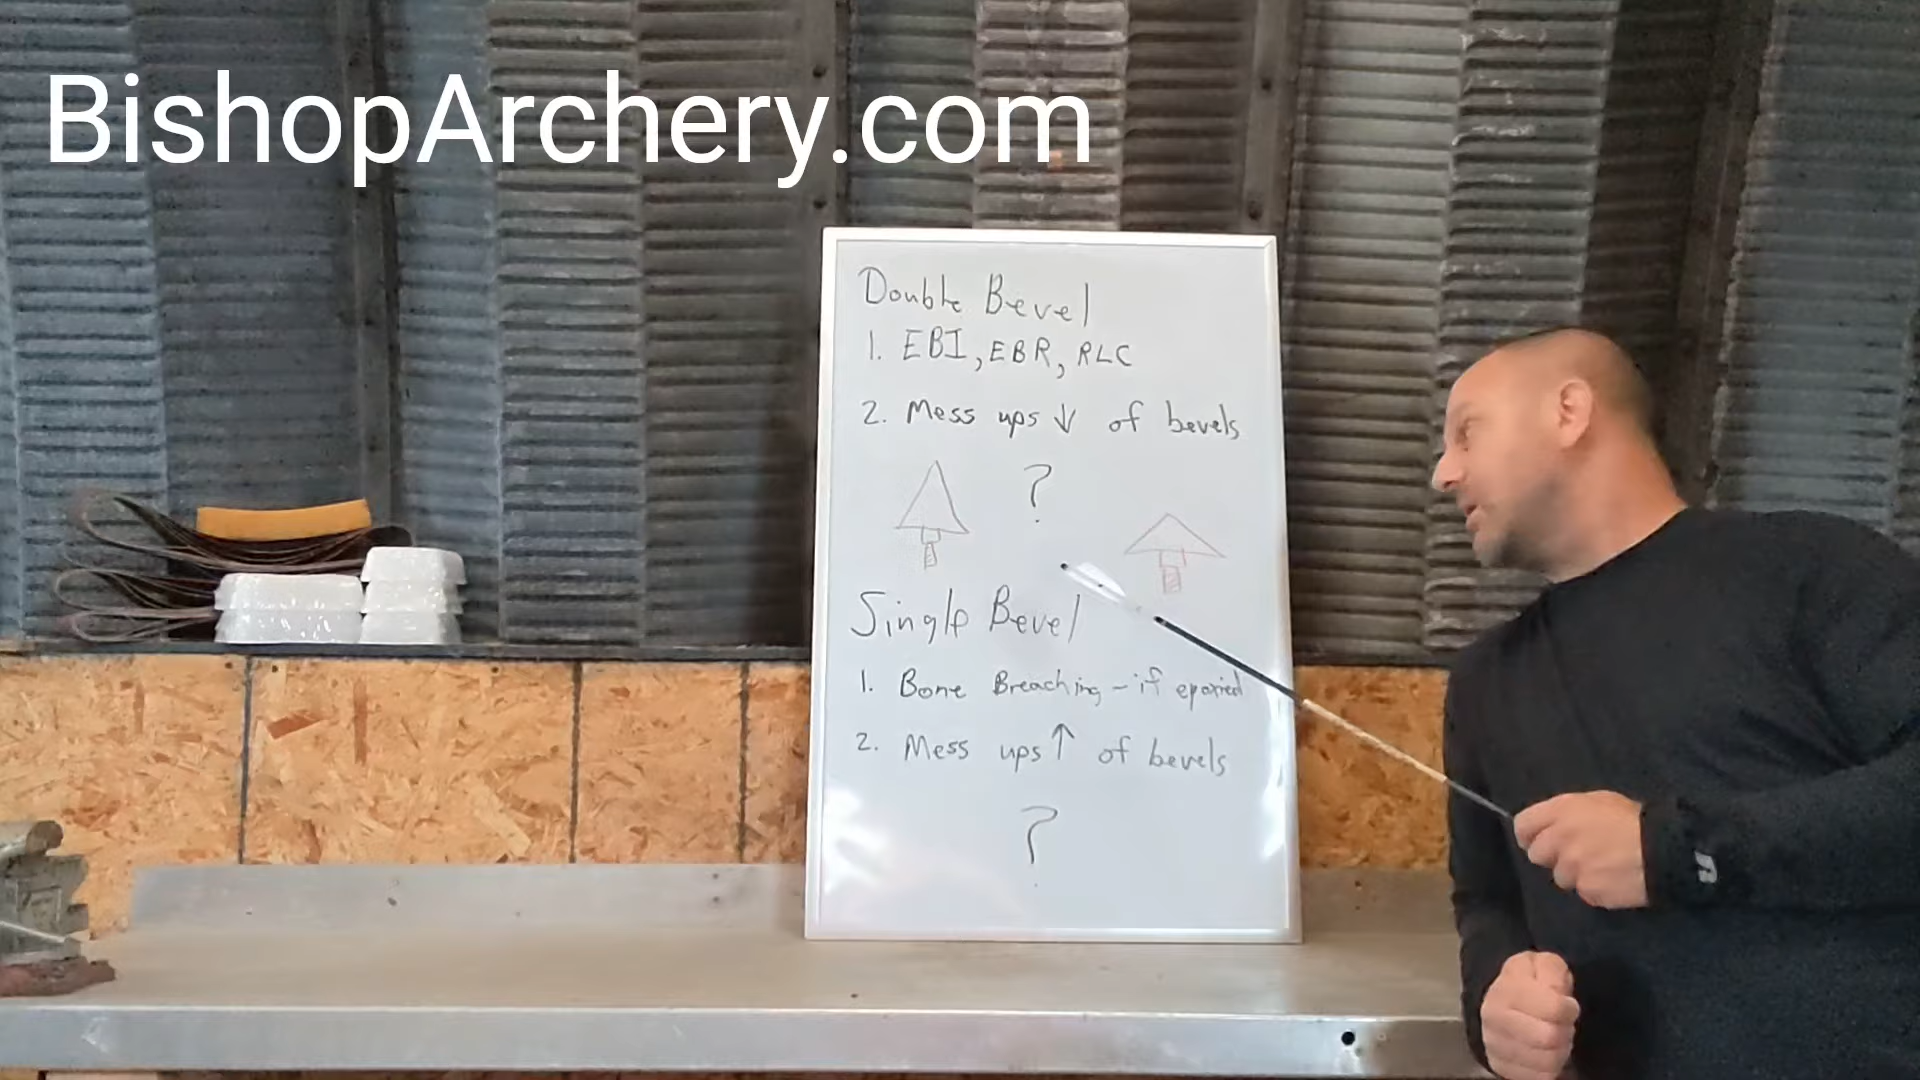 BishopArchery.com
Double Bevel
1. EBI, EBR, RLC
2. Mess ups ↓ of bevels
?
Single Bevel
1. Bone Breaching - if epoxied
2. Mess ups ↑ of bevels
?